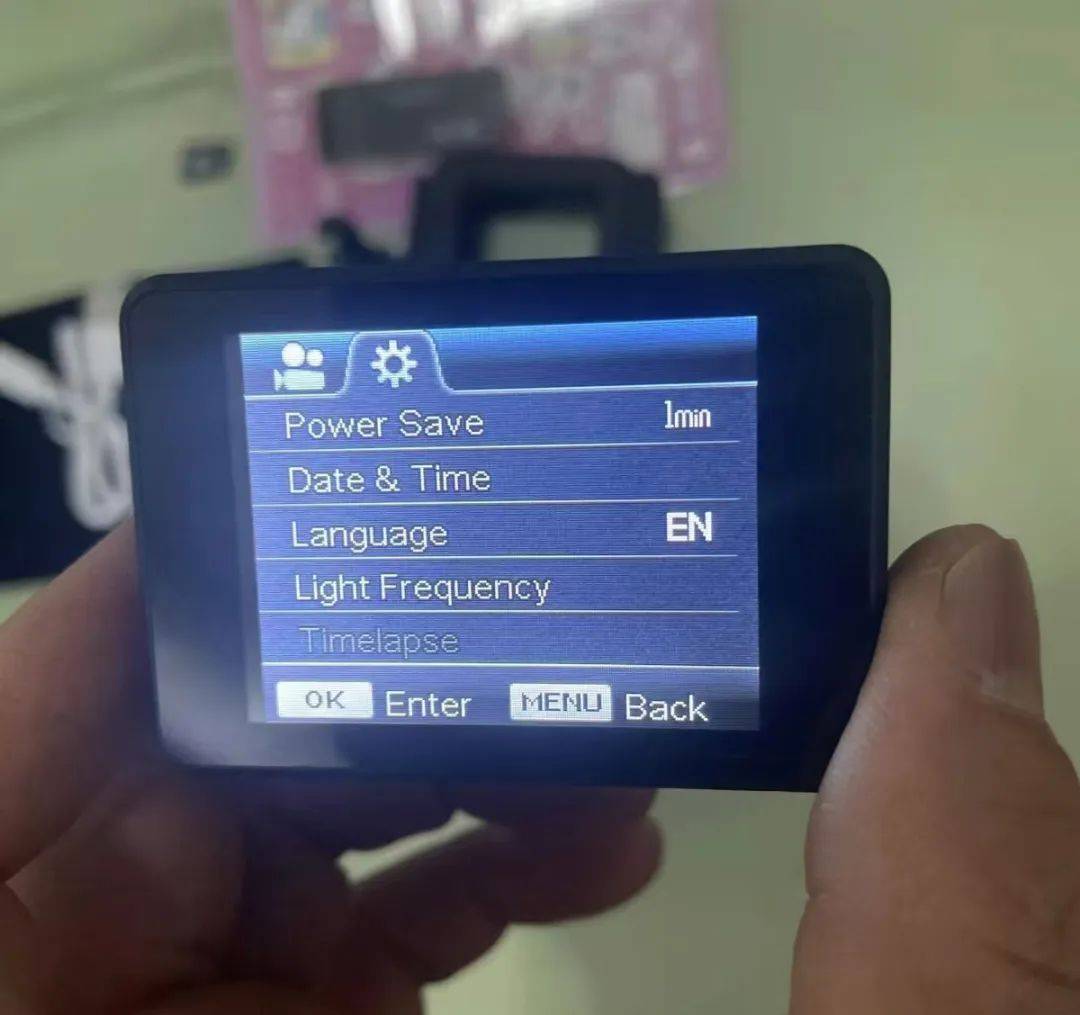 Power Save 1min
Date & Time
Language EN
Light Frequency
Timelapse
OK Enter MENU Back